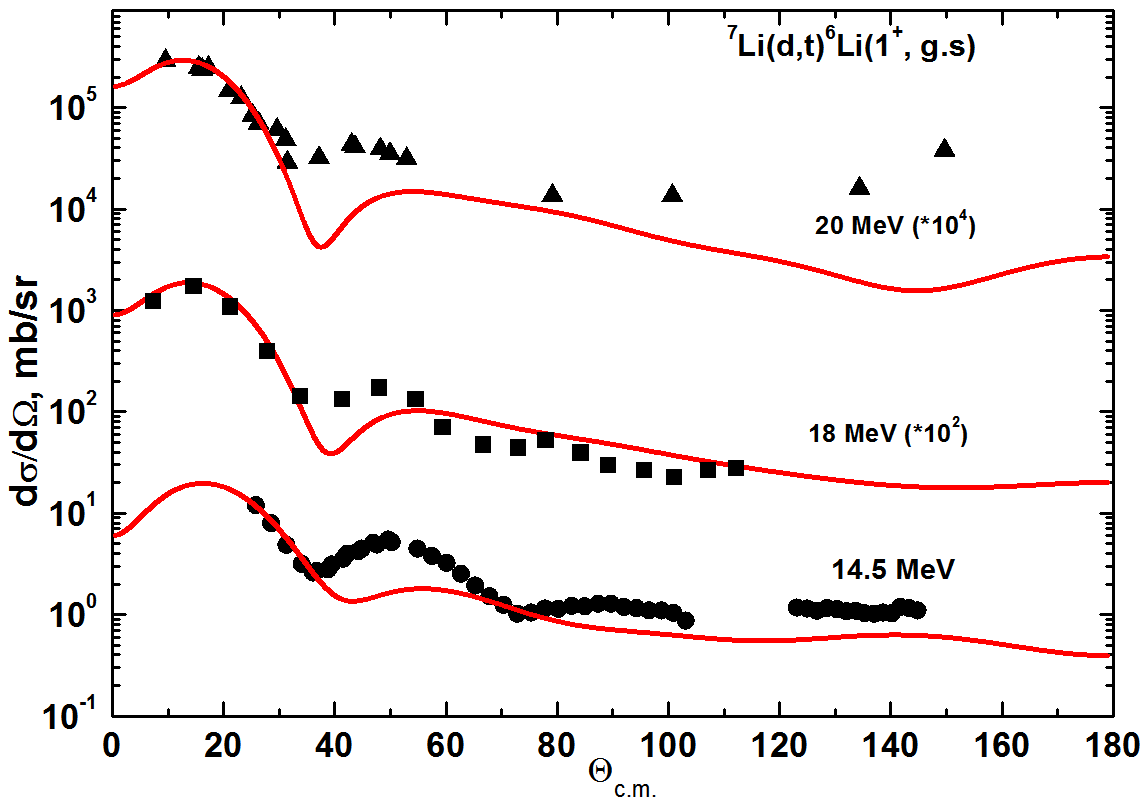 ⁷Li(d,t)⁶Li(1⁺, g.s)
10⁵
10⁴
20 MeV (*10⁴)
10³
dσ/dΩ, mb/sr
10²
18 MeV (*10²)
10¹
14.5 MeV
10⁰
10⁻¹
0 20 40 60 80 100 120 140 160 180
Θc.m.